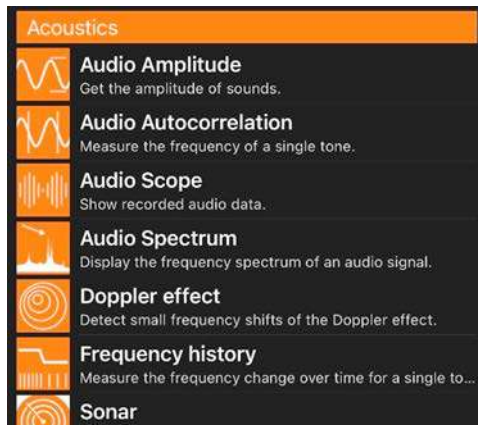 Acoustics
Audio Amplitude
Get the amplitude of sounds.
Audio Autocorrelation
Measure the frequency of a single tone.
Audio Scope
Show recorded audio data.
Audio Spectrum
Display the frequency spectrum of an audio signal.
Doppler effect
Detect small frequency shifts of the Doppler effect.
Frequency history
Measure the frequency change over time for a single to...
Sonar